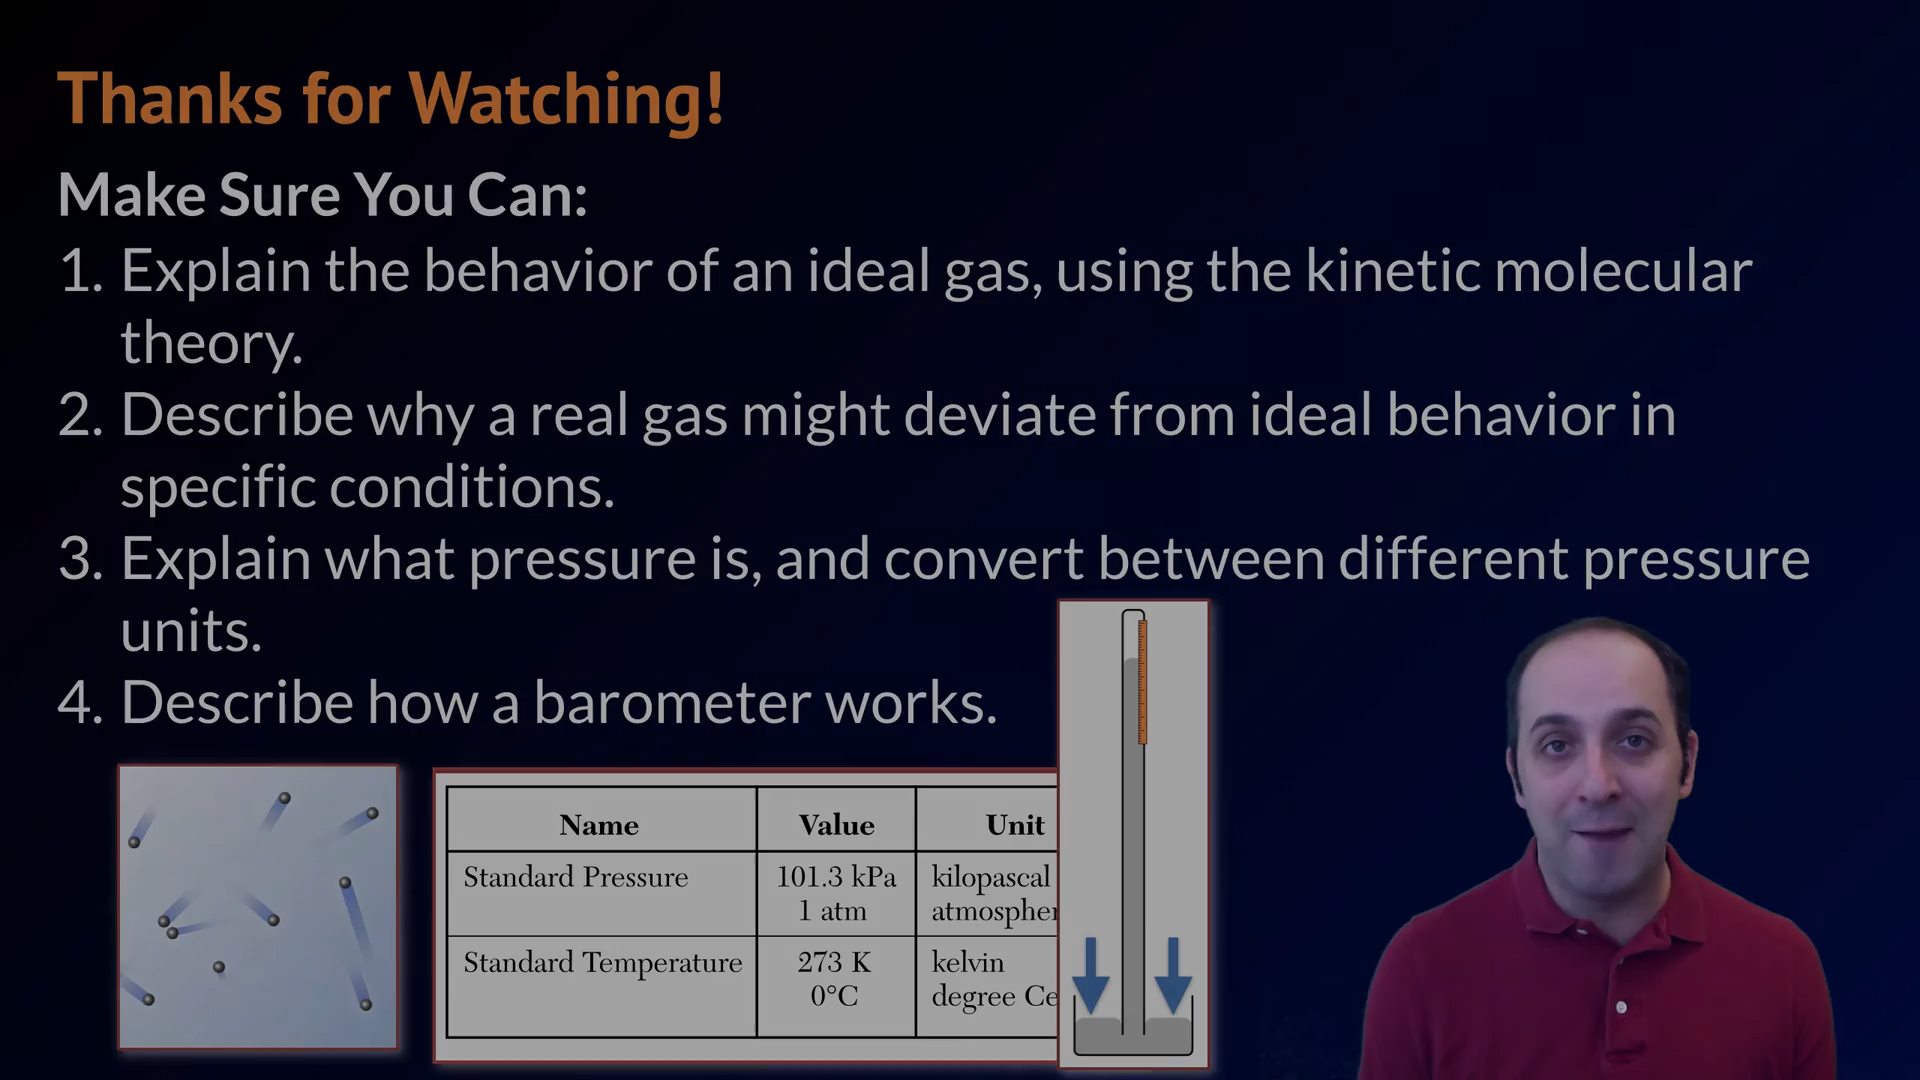 Thanks for Watching!
Make Sure You Can:
1. Explain the behavior of an ideal gas, using the kinetic molecular
theory.
2. Describe why a real gas might deviate from ideal behavior in
specific conditions.
3. Explain what pressure is, and convert between different pressure
units.
4. Describe how a barometer works.
Name Value Unit
Standard Pressure 101.3 kPa kilopascal
1 atm
Standard Temperature 273 K kelvin
0°C degree